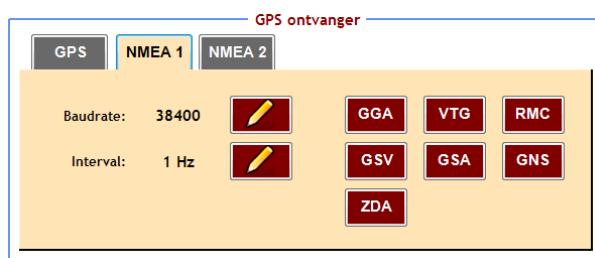 GPS ontvanger
GPS NMEA 1 NMEA 2
Baudrate: 38400 GGA VTG RMC
Interval: 1 Hz GSV GSA GNS
ZDA